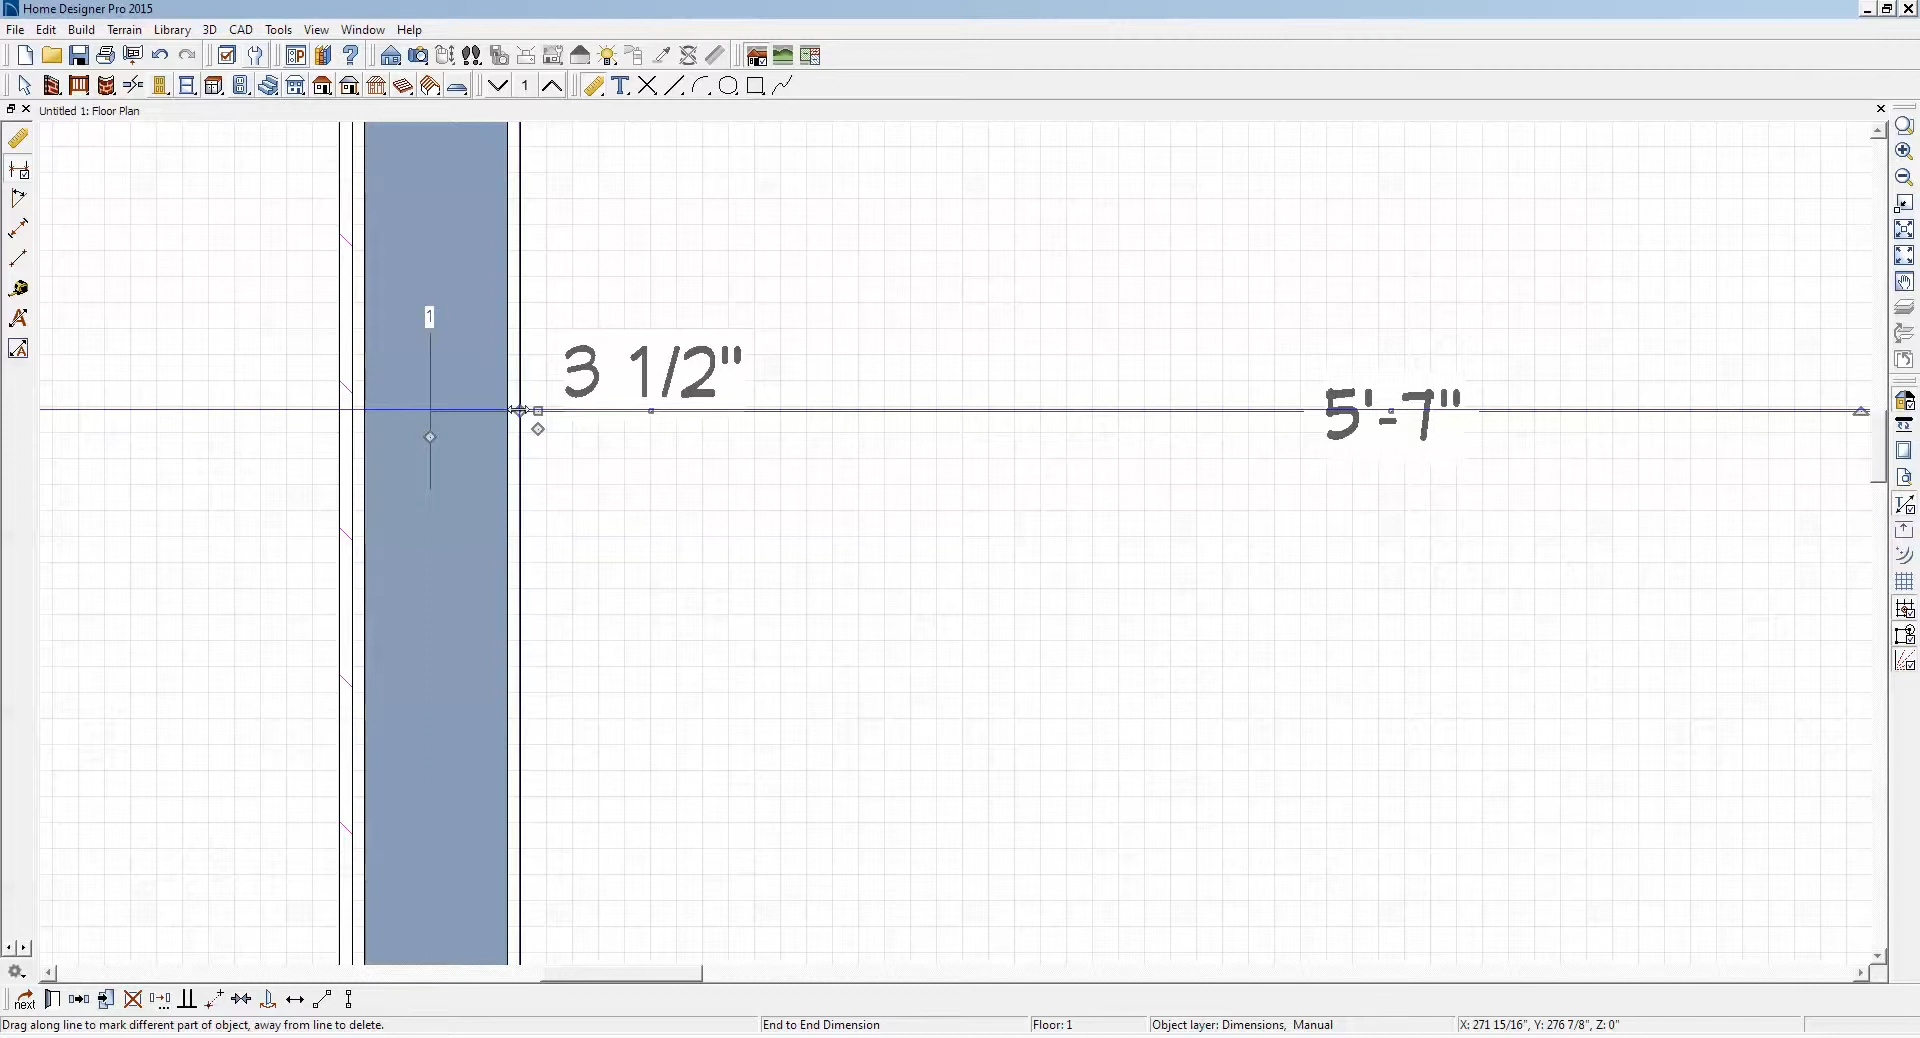 Home Designer Pro 2015
File Edit Build Terrain Library 3D CAD Tools View Window Help
1
Untitled 1: Floor Plan
1
3 1/2"
5'-7"
next
Drag along line to mark different part of object, away from line to delete.
End to End Dimension
Floor: 1
Object layer: Dimensions, Manual
X: 271 15/16", Y: 276 7/8", Z: 0"